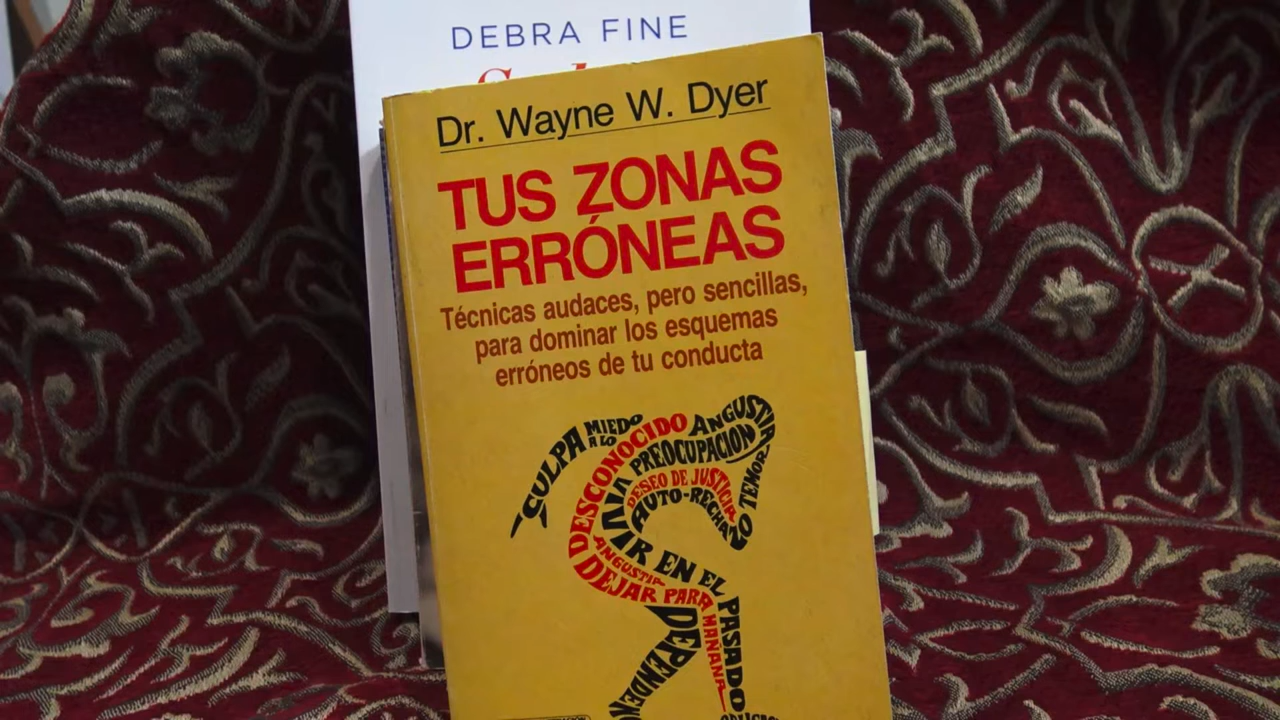 DEBRA FINE
Dr. Wayne W. Dyer
TUS ZONAS
ERRÓNEAS
Técnicas audaces, pero sencillas,
para dominar los esquemas
erróneos de tu conducta
CULPA
MIEDO
A LO
DESCONOCIDO
ANGUSTIA
PREOCUPACION
TEMOR
DESEO DE JUSTICIA
AUTO-RECHAZO
VIVIR EN EL PASADO
ANGUSTIA
DEJAR PARA MAÑANA